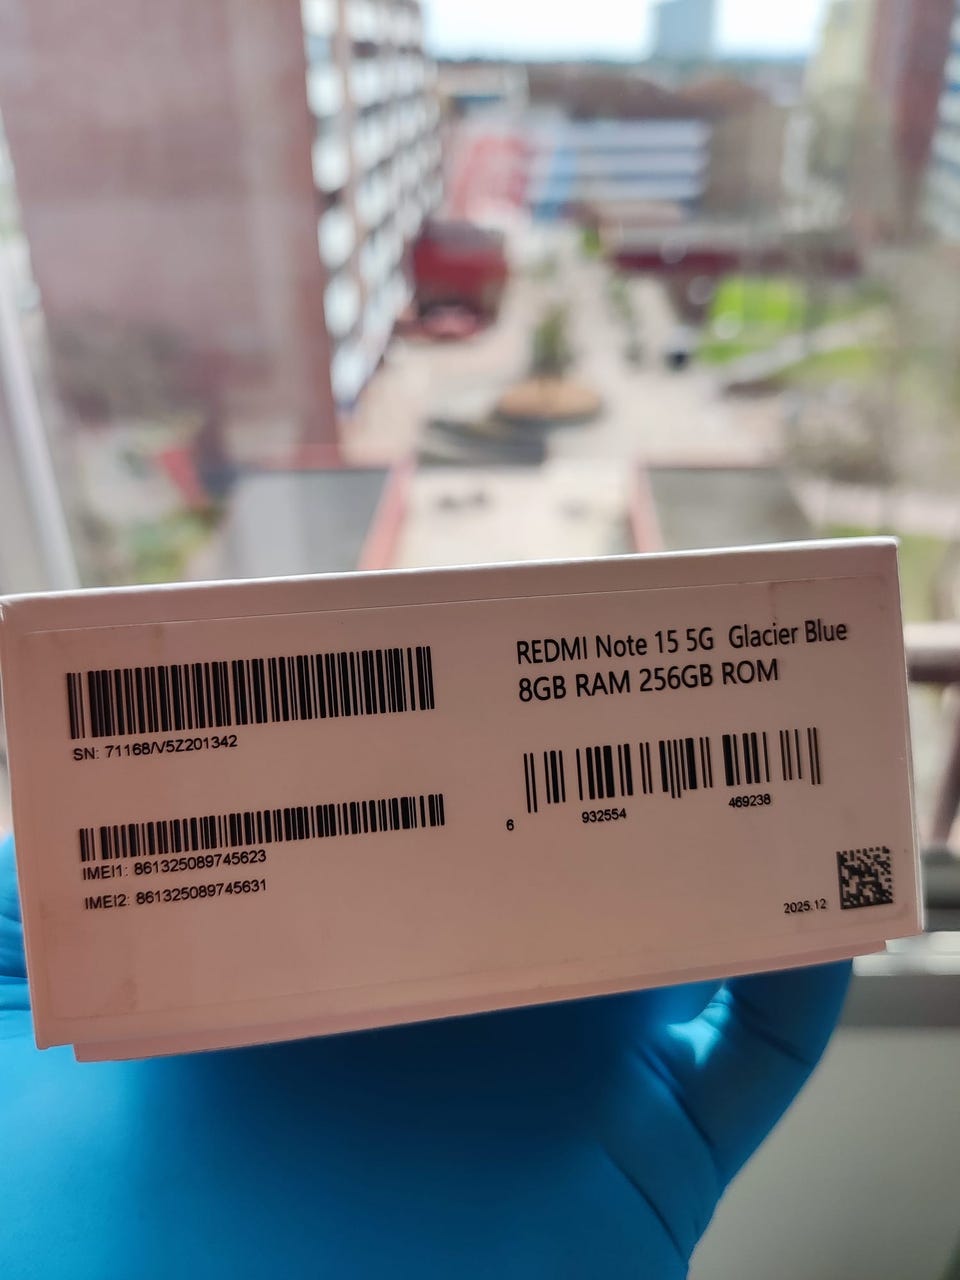 REDMI Note 15 5G Glacier Blue
8GB RAM 256GB ROM
SN: 71168/V5Z201342
6 932554 469238
IMEI1: 861325089745623
IMEI2: 861325089745631
2025.12